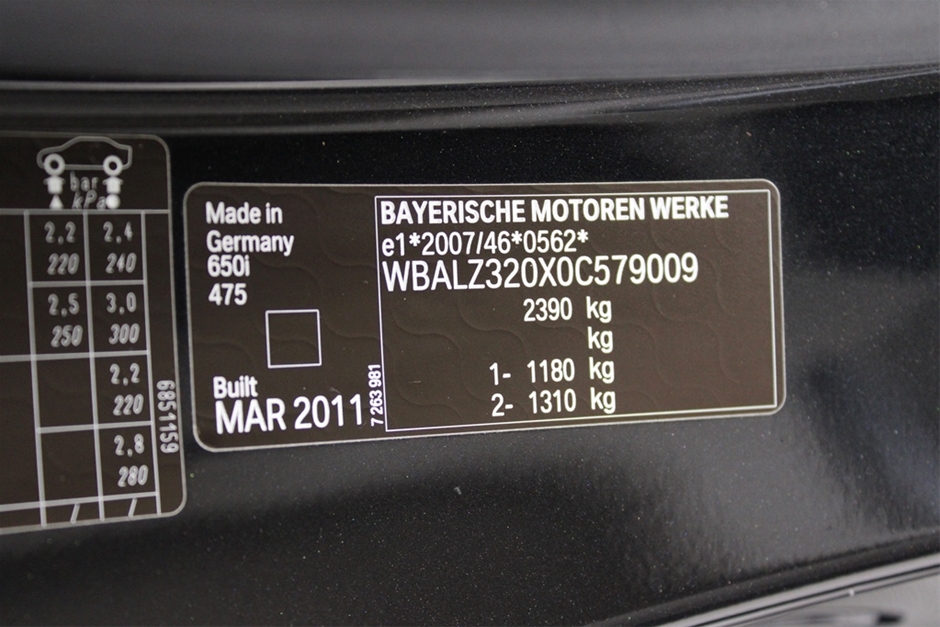 bar
kPa
2,2 2,4
220 240
2,5 3,0
250 300
2,2
220
2,8
280
/ /
6851159
Made in
Germany
650i
475
Built
MAR 2011
7 263 981
BAYERISCHE MOTOREN WERKE
e1*2007/46*0562*
WBALZ320X0C579009
2390 kg
kg
1- 1180 kg
2- 1310 kg